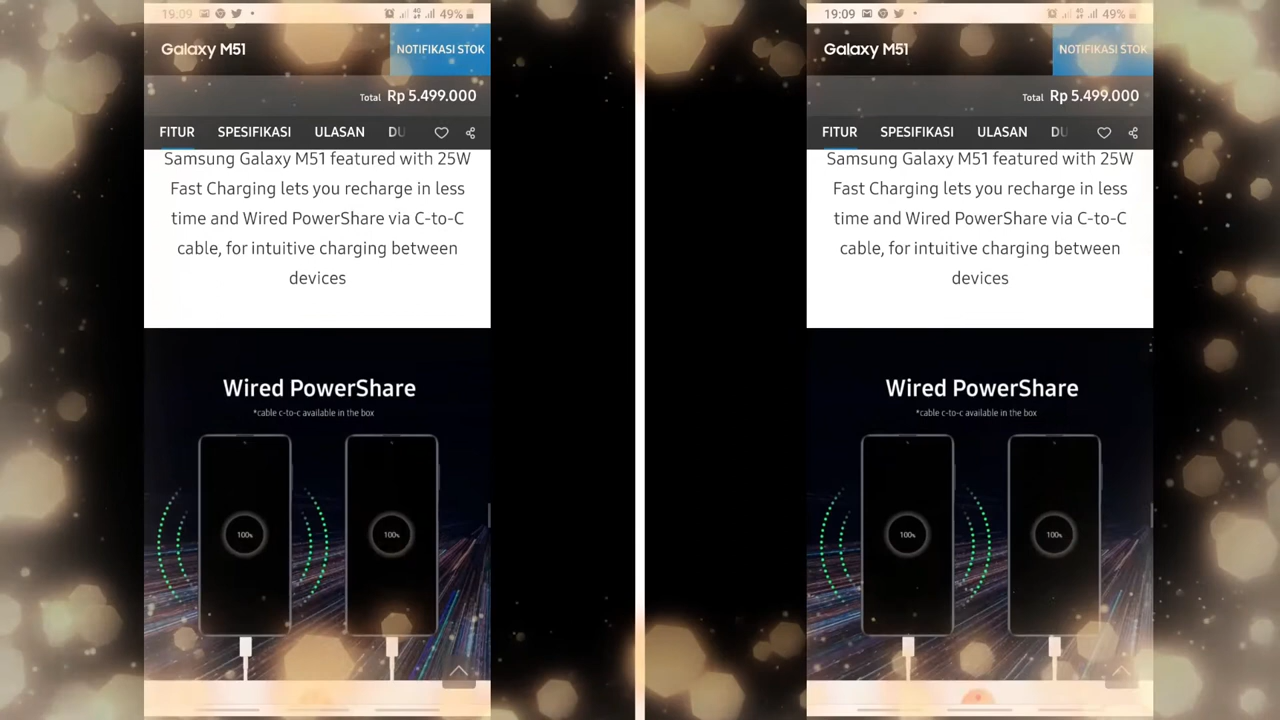 19:09 49%
Galaxy M51
NOTIFIKASI STOK
Total Rp 5.499.000
FITUR SPESIFIKASI ULASAN DU
Samsung Galaxy M51 featured with 25W
Fast Charging lets you recharge in less
time and Wired PowerShare via C-to-C
cable, for intuitive charging between
devices
Wired PowerShare
*cable c-to-c available in the box
100%
100%
19:09 49%
Galaxy M51
NOTIFIKASI STOK
Total Rp 5.499.000
FITUR SPESIFIKASI ULASAN DU
Samsung Galaxy M51 featured with 25W
Fast Charging lets you recharge in less
time and Wired PowerShare via C-to-C
cable, for intuitive charging between
devices
Wired PowerShare
*cable c-to-c available in the box
100%
100%